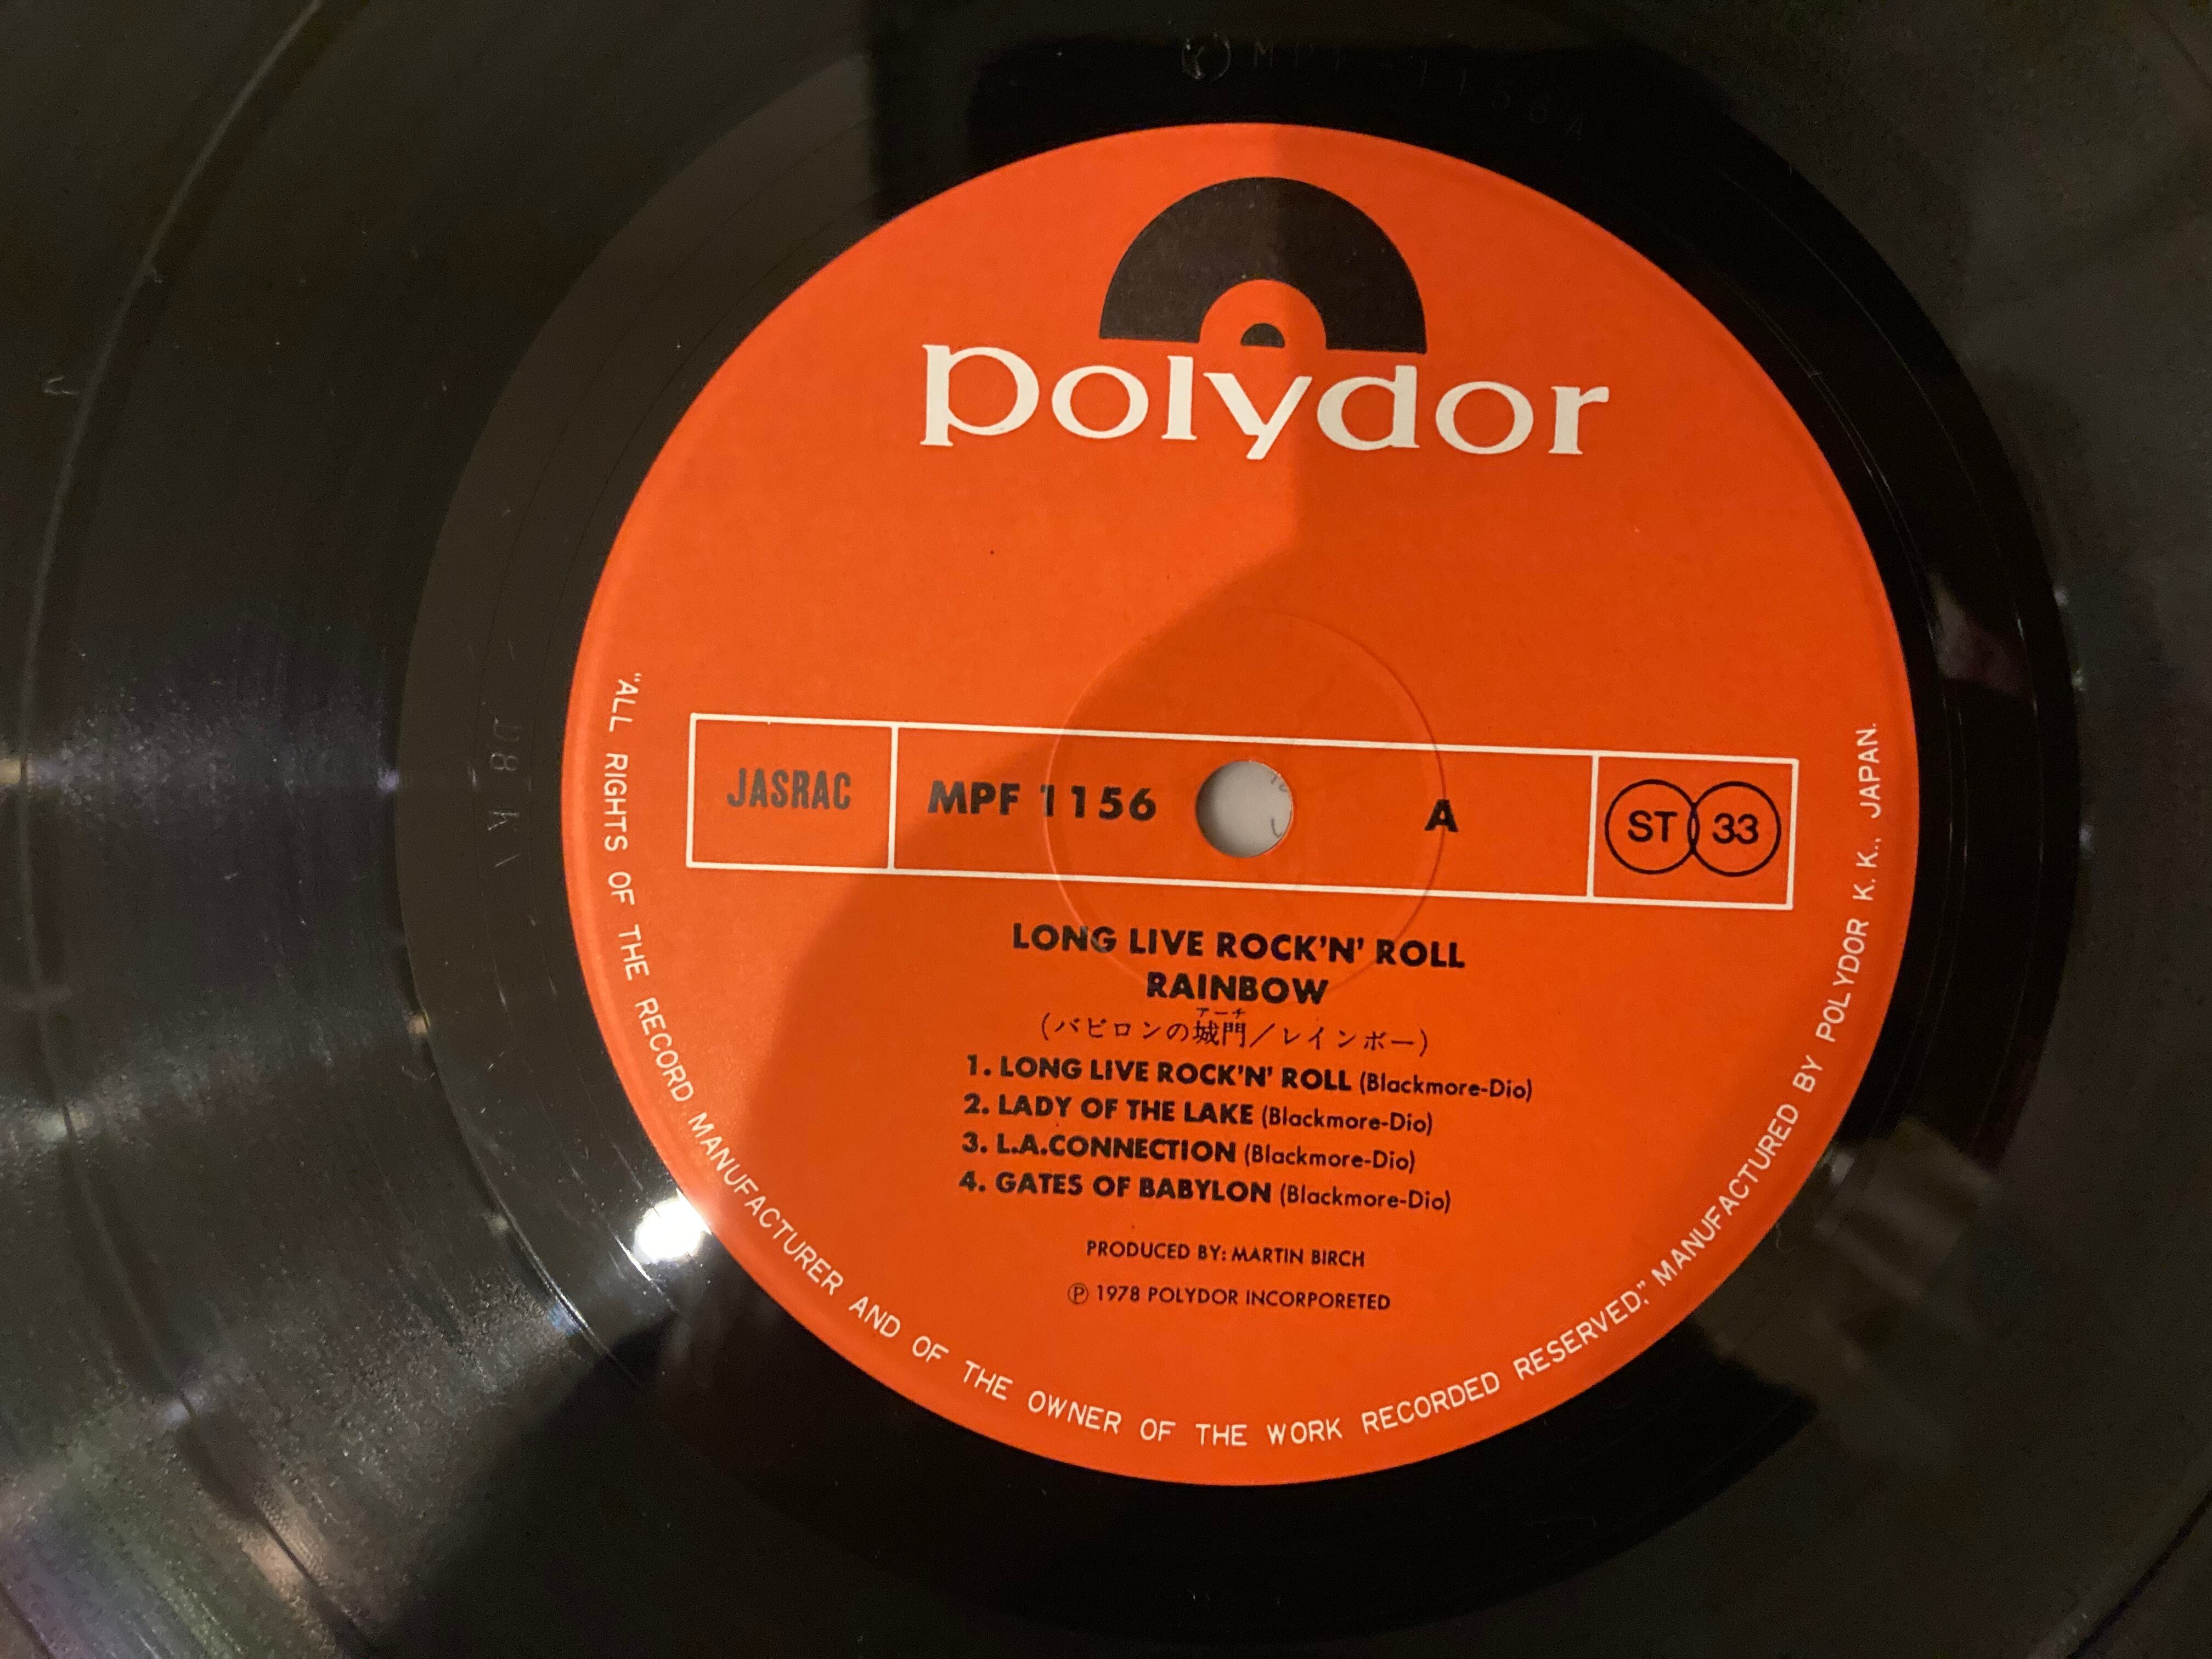 polydor
JASRAC
MPF 1156
A
ST 33
LONG LIVE ROCK'N' ROLL
RAINBOW
アーチ
(バビロンの城門/レインボー)
1. LONG LIVE ROCK'N' ROLL (Blackmore-Dio)
2. LADY OF THE LAKE (Blackmore-Dio)
3. L.A.CONNECTION (Blackmore-Dio)
4. GATES OF BABYLON (Blackmore-Dio)
PRODUCED BY: MARTIN BIRCH
Ⓟ 1978 POLYDOR INCORPORETED
"ALL RIGHTS OF THE RECORD MANUFACTURER AND OF THE OWNER OF THE WORK RECORDED RESERVED," MANUFACTURED BY POLYDOR K.K., JAPAN.